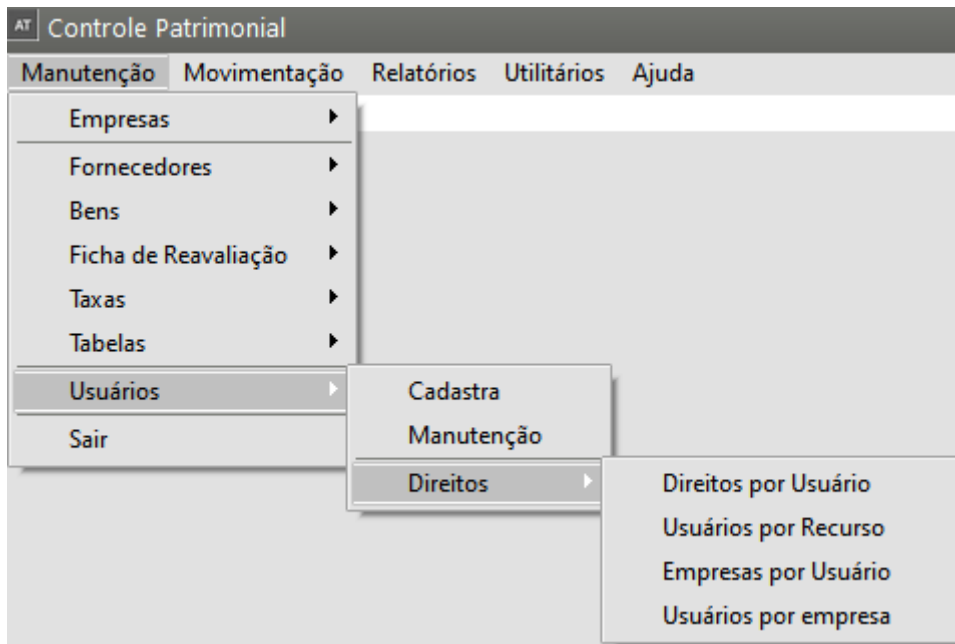 AT Controle Patrimonial
Manutenção Movimentação Relatórios Utilitários Ajuda
Empresas
Fornecedores
Bens
Ficha de Reavaliação
Taxas
Tabelas
Usuários
Sair
Cadastra
Manutenção
Direitos
Direitos por Usuário
Usuários por Recurso
Empresas por Usuário
Usuários por empresa